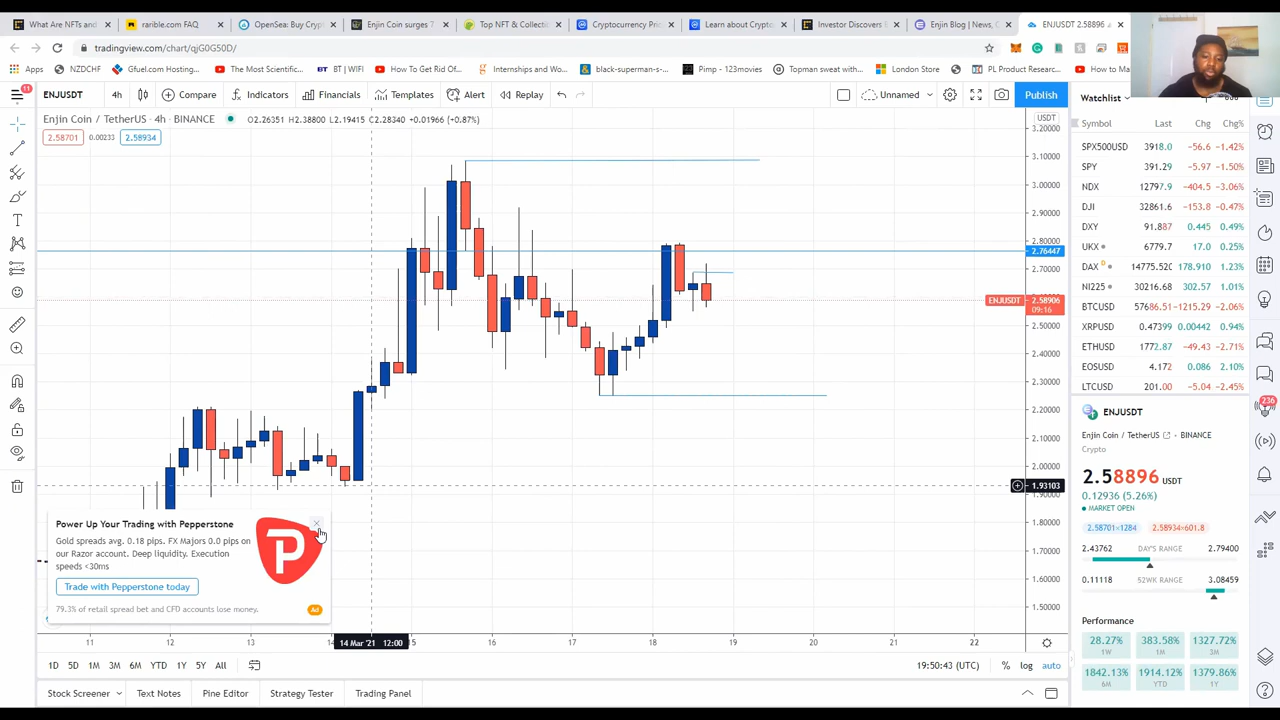 What Are NFTs and
rarible.com FAQ
OpenSea: Buy Crypt
Enjin Coin surges 7
Top NFT & Collecti
Cryptocurrency Pric
Learn about Crypto
Investor Discovers
Enjin Blog | News, C
ENJUSDT 2.58896
tradingview.com/chart/qjG0G50D/
Apps
NZDCHF
Gfuel.com Hosting...
The Most Scientific...
BT | WIFI
How To Get Rid Of...
Internships and Wo...
black-superman-s...
Pimp - 123movies
Topman sweat with...
London Store
PL Product Resear...
How to Ma
11
ENJUSDT
4h
Compare
Indicators
Financials
Templates
Alert
Replay
Unnamed
Publish
Watchlist
Enjin Coin / TetherUS · 4h · BINANCE
O2.26351 H2.38800 L2.19415 C2.28340 +0.01966 (+0.87%)
2.58701
0.00233
2.58934
USDT
3.20000
3.10000
3.00000
2.90000
2.80000
2.76447
2.70000
ENJUSDT
2.58906
09:16
2.50000
2.40000
2.30000
2.20000
2.10000
2.00000
1.93103
1.80000
1.70000
1.60000
1.50000
Symbol Last Chg Chg%
SPX500USD 3918.0 −56.6 −1.42%
SPY 391.29 −5.97 −1.50%
NDX 12797.9 −404.5 −3.06%
DJI 32861.6 −153.8 −0.47%
DXY 91.887 0.445 0.49%
UKX 6779.7 17.0 0.25%
DAX D 14775.520 178.910 1.23%
NI225 30216.68 302.57 1.01%
BTCUSD 57686.51 −1215.29 −2.06%
XRPUSD 0.47399 0.00442 0.94%
ETHUSD 1772.87 −49.43 −2.71%
EOSUSD 4.172 0.086 2.10%
LTCUSD 201.00 −5.04 −2.45%
236
ENJUSDT
Enjin Coin / TetherUS · BINANCE
Crypto
2.58896 USDT
0.12936 (5.26%)
MARKET OPEN
2.58701×1284
2.58934×601.8
2.43762 DAY'S RANGE 2.79400
0.11118 52WK RANGE 3.08459
Performance
28.27% 383.58% 1327.72%
1W 1M 3M
1842.13% 1914.12% 1379.86%
6M YTD 1Y
Power Up Your Trading with Pepperstone
Gold spreads avg. 0.18 pips. FX Majors 0.0 pips on
our Razor account. Deep liquidity. Execution
speeds <30ms
Trade with Pepperstone today
79.3% of retail spread bet and CFD accounts lose money.
Ad
P
11 12 13 14 Mar '21 12:00 15 16 17 18 19 20 21 22
1D 5D 1M 3M 6M YTD 1Y 5Y All
19:50:43 (UTC)
% log auto
Stock Screener
Text Notes
Pine Editor
Strategy Tester
Trading Panel